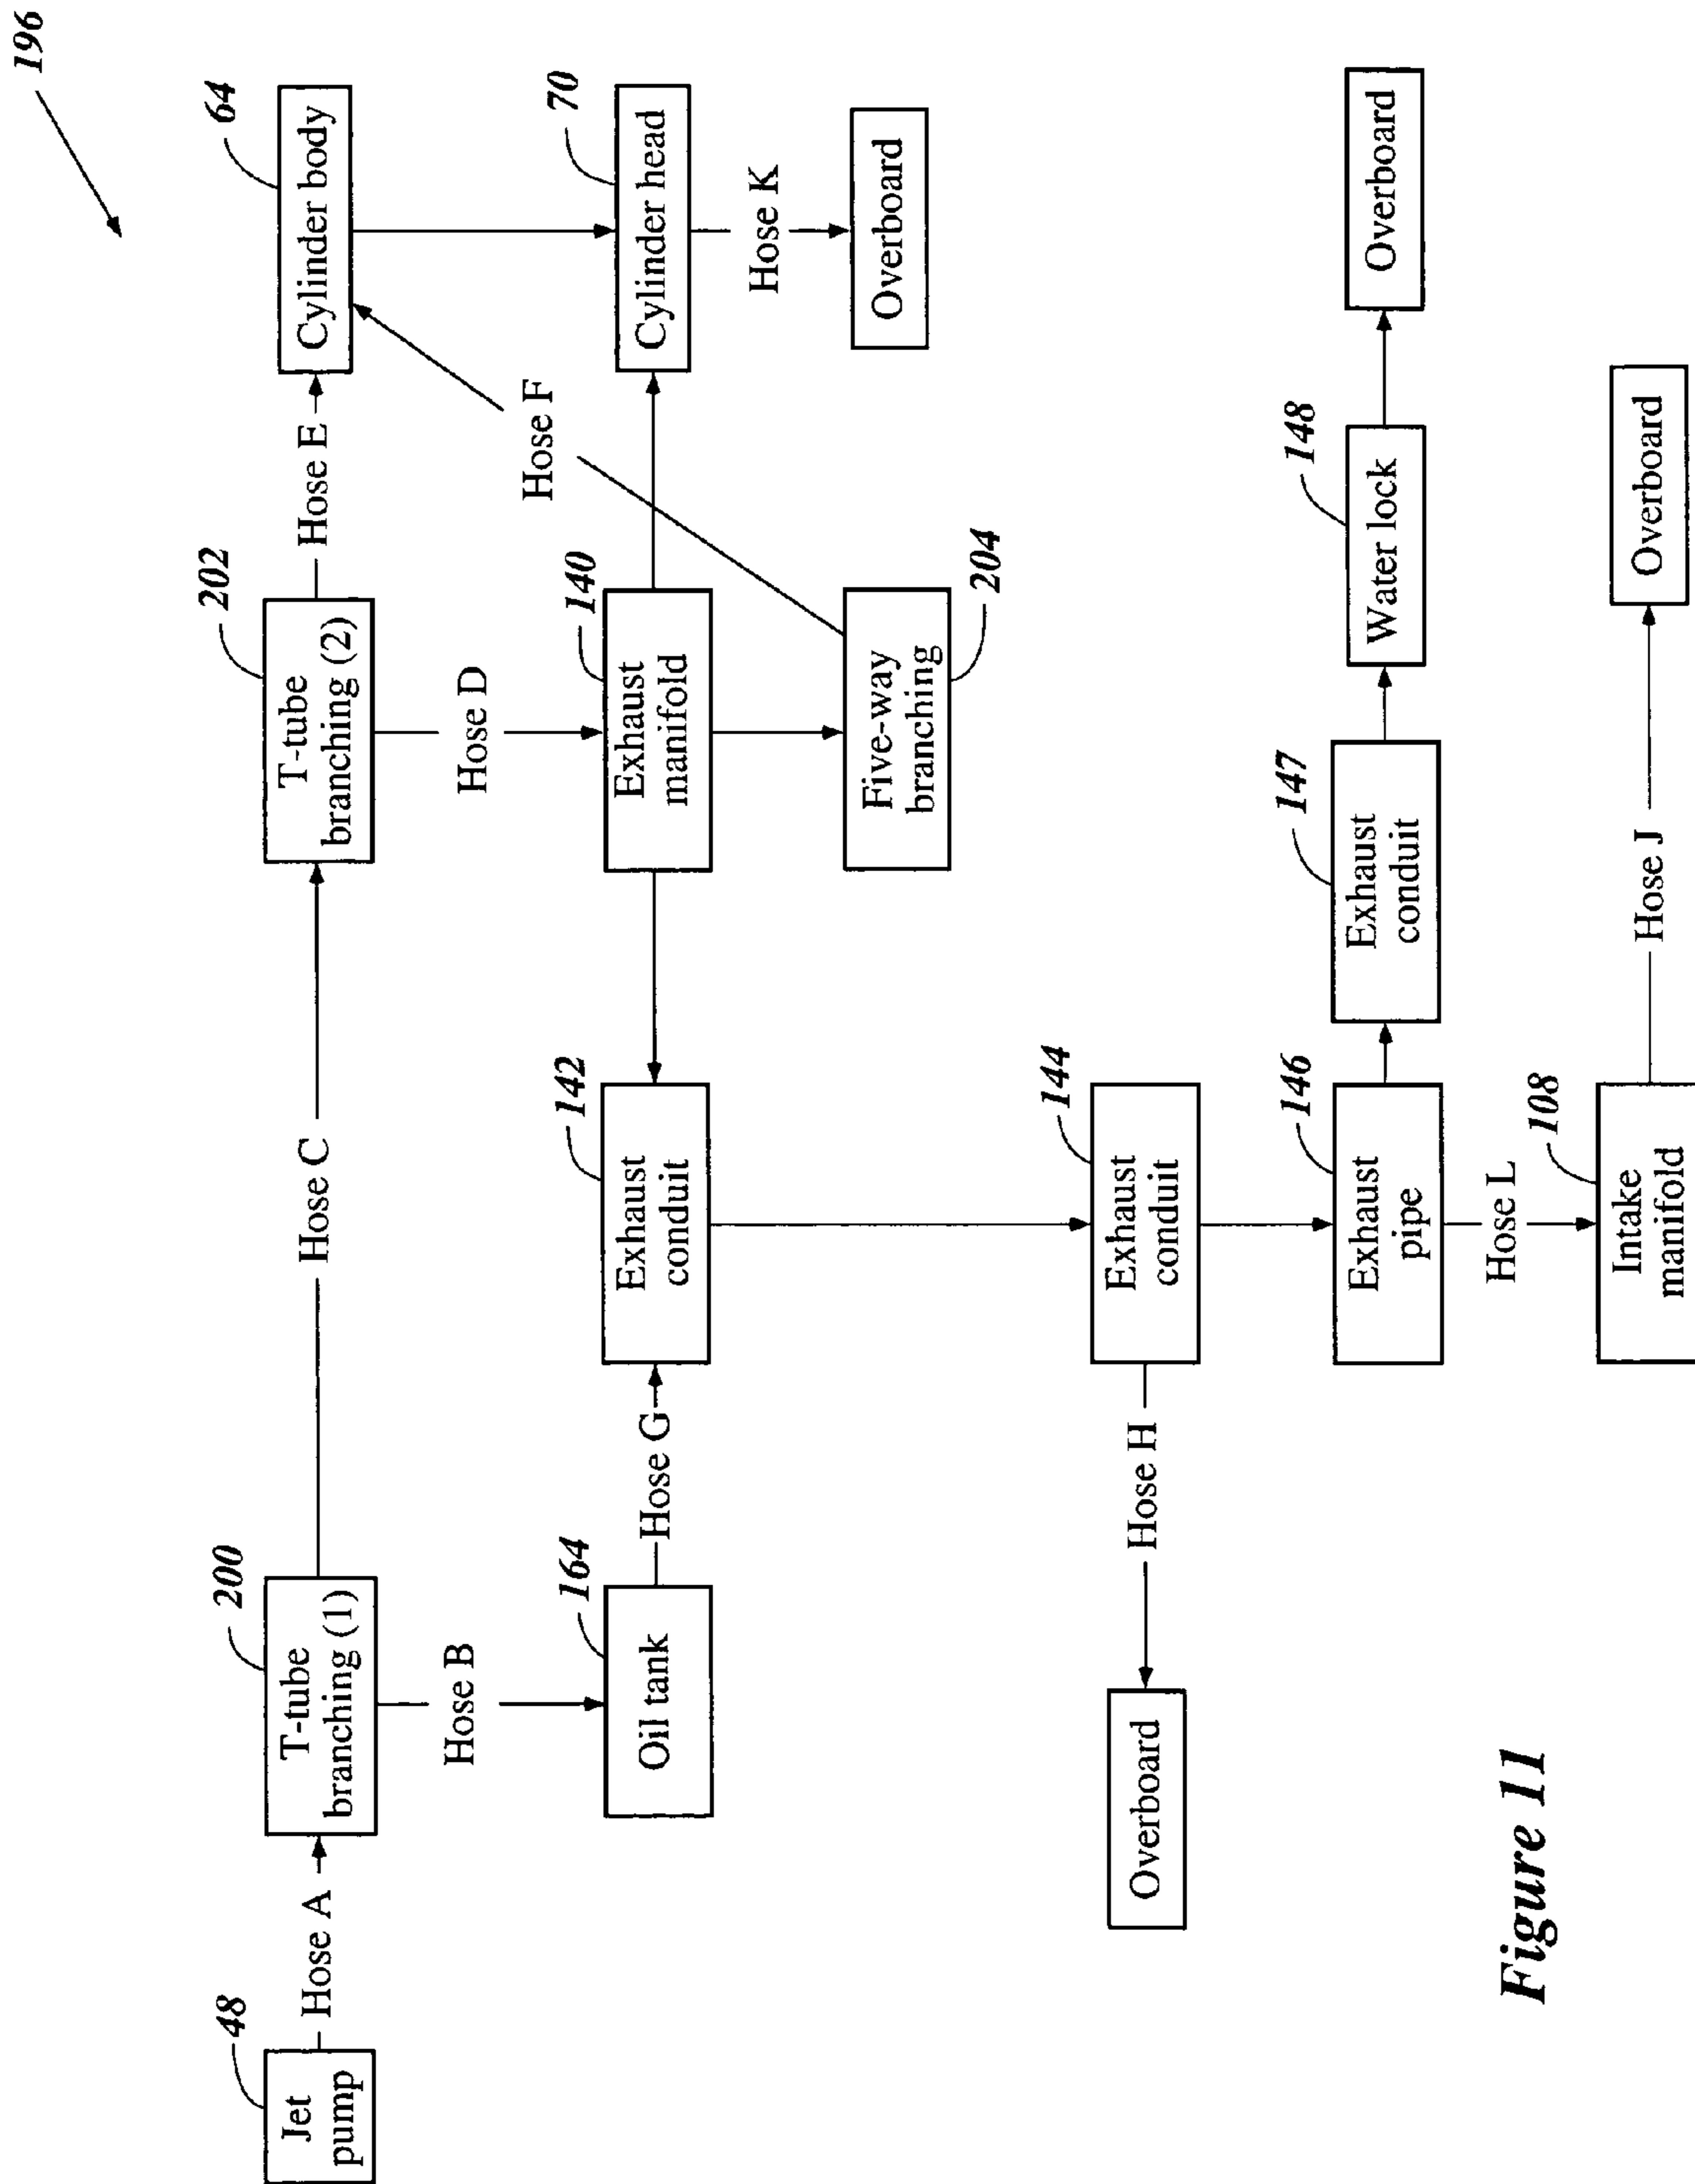 196
48
Jet
pump
Hose A
200
T-tube
branching (1)
Hose C
202
T-tube
branching (2)
Hose E
64
Cylinder body
Hose B
Hose D
Hose F
164
Oil tank
Hose G
142
Exhaust
conduit
140
Exhaust
manifold
70
Cylinder head
Hose K
204
Five-way
branching
Overboard
Overboard
Hose H
144
Exhaust
conduit
146
Exhaust
pipe
147
Exhaust
conduit
148
Water lock
Overboard
Hose L
108
Intake
manifold
Hose J
Overboard
Figure 11